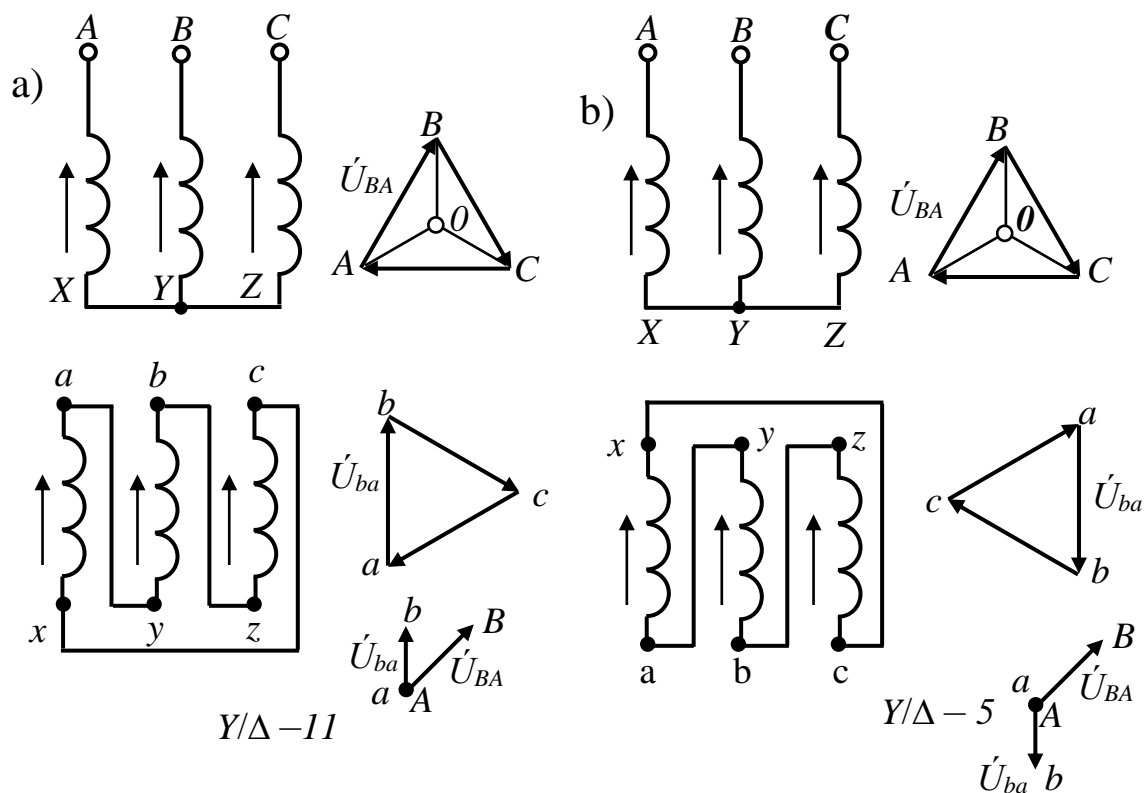 a)
A B C
X Y Z
B
ÚBA
0
A C
a b c
x y z
b
Úba
c
a
b
B
Úba
ÚBA
a A
Y/Δ –11
b)
A B C
X Y Z
B
ÚBA
0
A C
x y z
a b c
a
c
Úba
b
B
a
ÚBA
A
Úba b
Y/Δ – 5